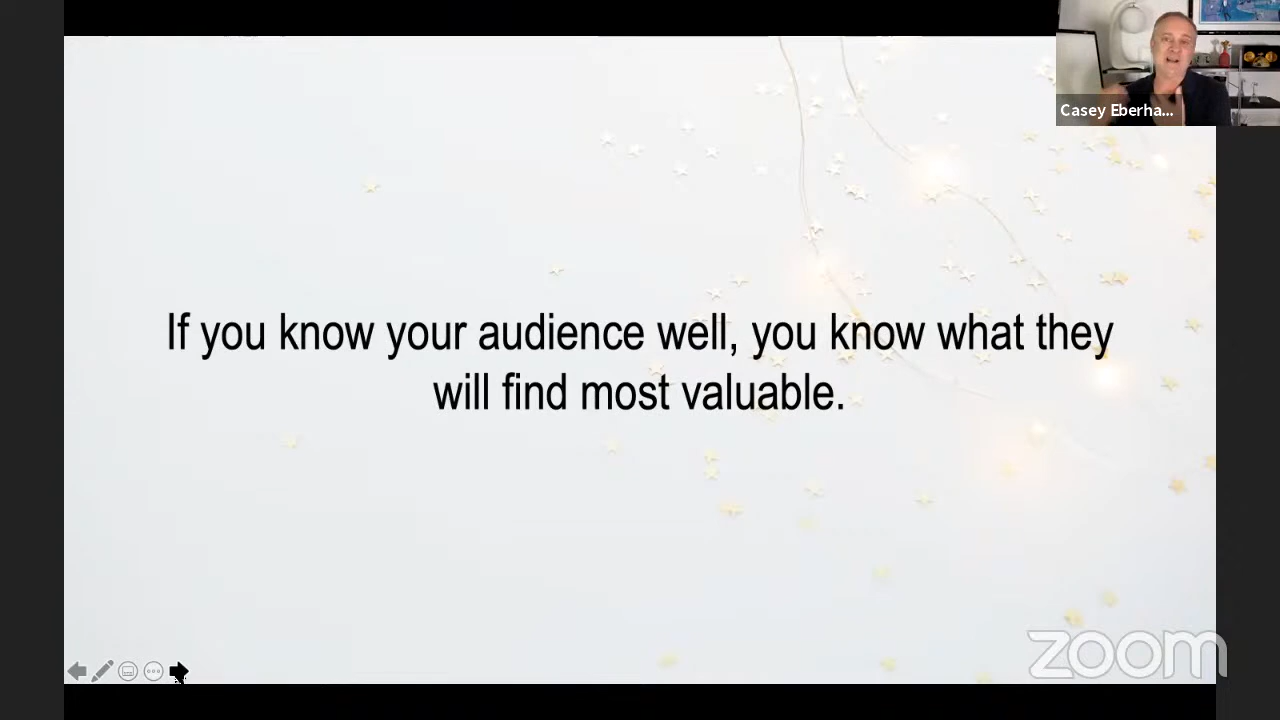 Casey Eberha...
If you know your audience well, you know what they
will find most valuable.
zoom